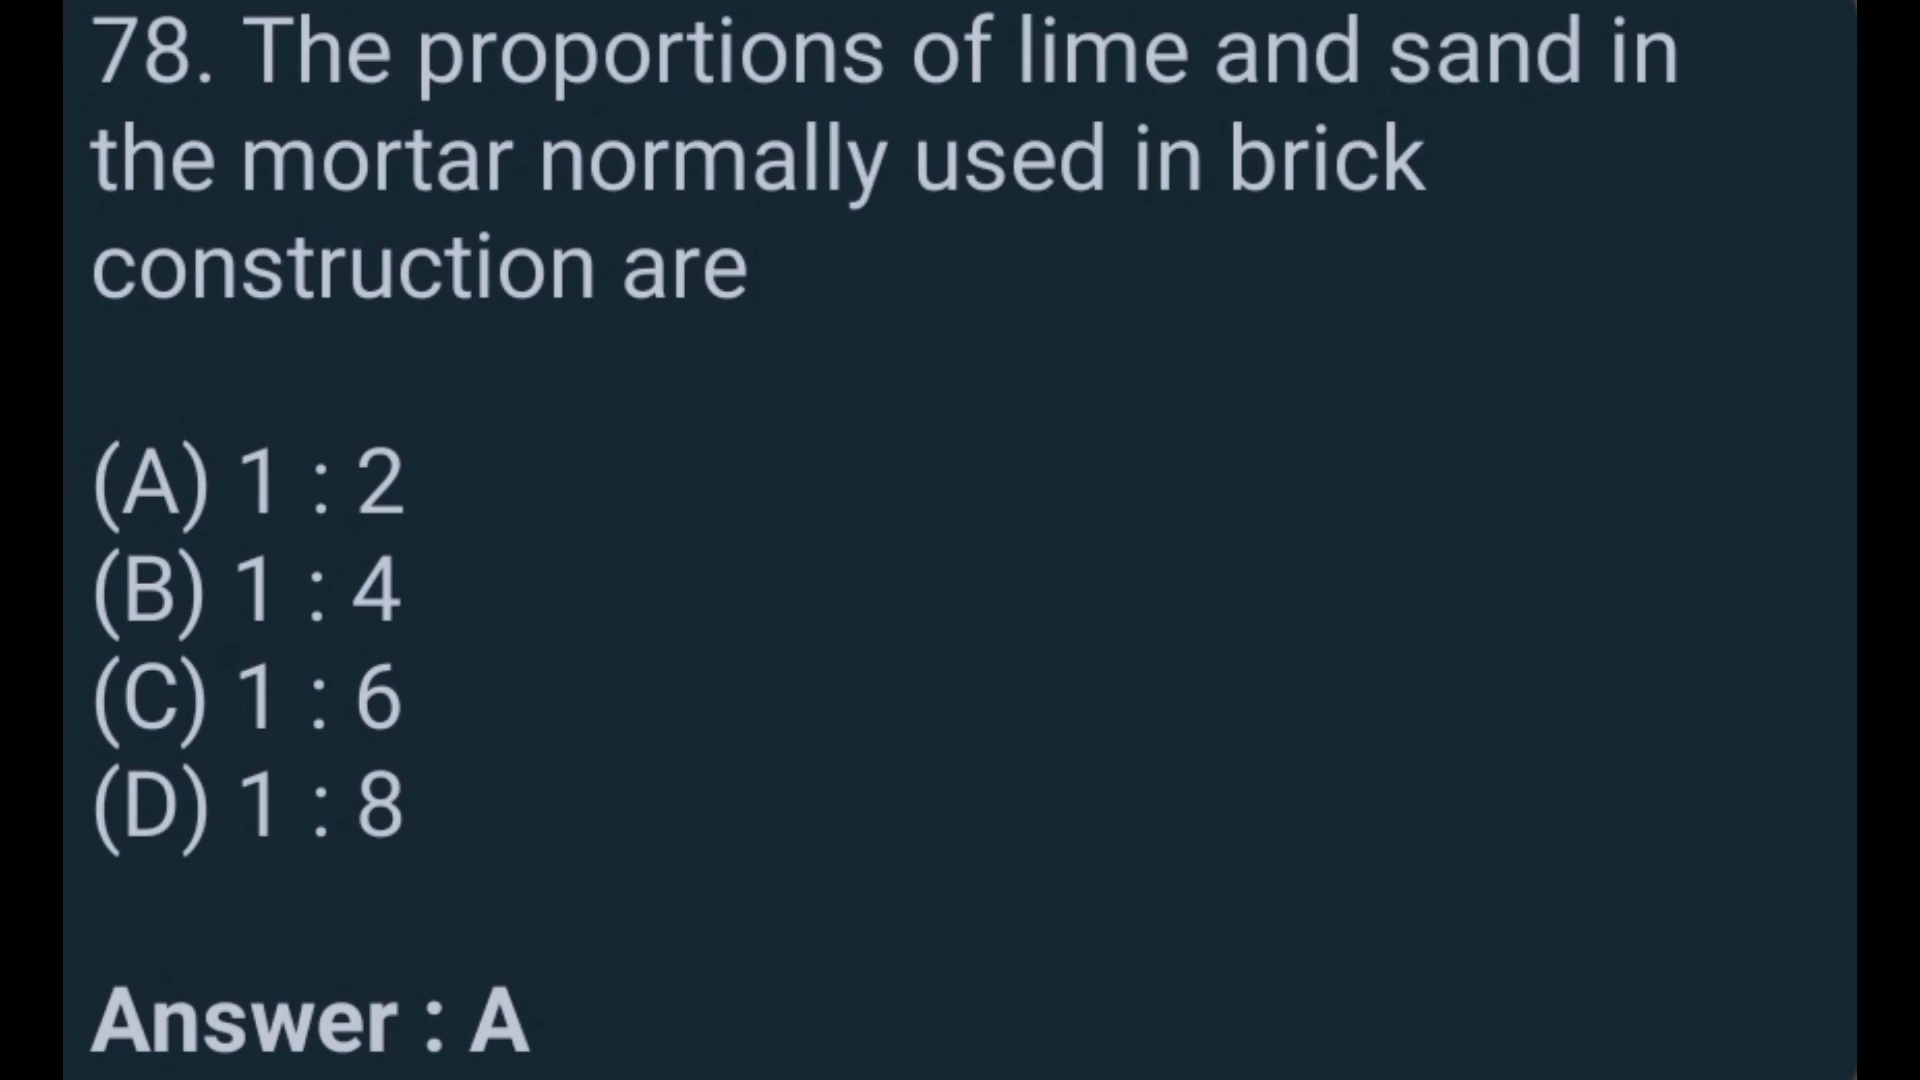 78. The proportions of lime and sand in
the mortar normally used in brick
construction are
(A) 1 : 2
(B) 1 : 4
(C) 1 : 6
(D) 1 : 8
Answer : A